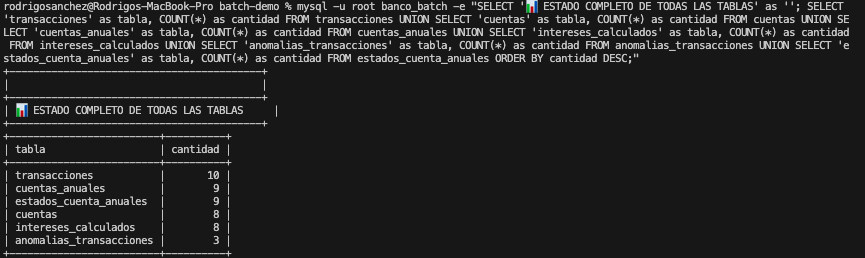 rodrigosanchez@Rodrigos-MacBook-Pro batch-demo % mysql -u root banco_batch -e "SELECT '📊 ESTADO COMPLETO DE TODAS LAS TABLAS' as ''; SELECT
'transacciones' as tabla, COUNT(*) as cantidad FROM transacciones UNION SELECT 'cuentas' as tabla, COUNT(*) as cantidad FROM cuentas UNION SE
LECT 'cuentas_anuales' as tabla, COUNT(*) as cantidad FROM cuentas_anuales UNION SELECT 'intereses_calculados' as tabla, COUNT(*) as cantidad
 FROM intereses_calculados UNION SELECT 'anomalias_transacciones' as tabla, COUNT(*) as cantidad FROM anomalias_transacciones UNION SELECT 'e
stados_cuenta_anuales' as tabla, COUNT(*) as cantidad FROM estados_cuenta_anuales ORDER BY cantidad DESC;"
+------------------------------------------+
|                                          |
+------------------------------------------+
| 📊 ESTADO COMPLETO DE TODAS LAS TABLAS     |
+------------------------------------------+
+-------------------------+----------+
| tabla                   | cantidad |
+-------------------------+----------+
| transacciones           |       10 |
| cuentas_anuales         |        9 |
| estados_cuenta_anuales  |        9 |
| cuentas                 |        8 |
| intereses_calculados    |        8 |
| anomalias_transacciones |        3 |
+-------------------------+----------+